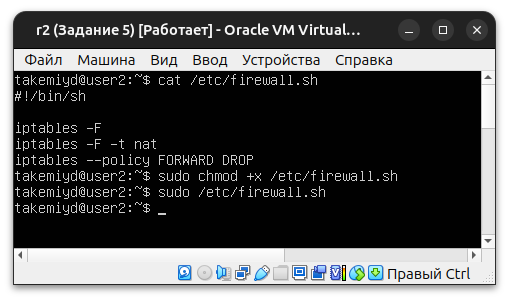 r2 (Задание 5) [Работает] - Oracle VM Virtual…
Файл Машина Вид Ввод Устройства Справка
takemiyd@user2:~$ cat /etc/firewall.sh
#!/bin/sh
iptables -F
iptables -F -t nat
iptables --policy FORWARD DROP
takemiyd@user2:~$ sudo chmod +x /etc/firewall.sh
takemiyd@user2:~$ sudo /etc/firewall.sh
takemiyd@user2:~$ _
Правый Ctrl